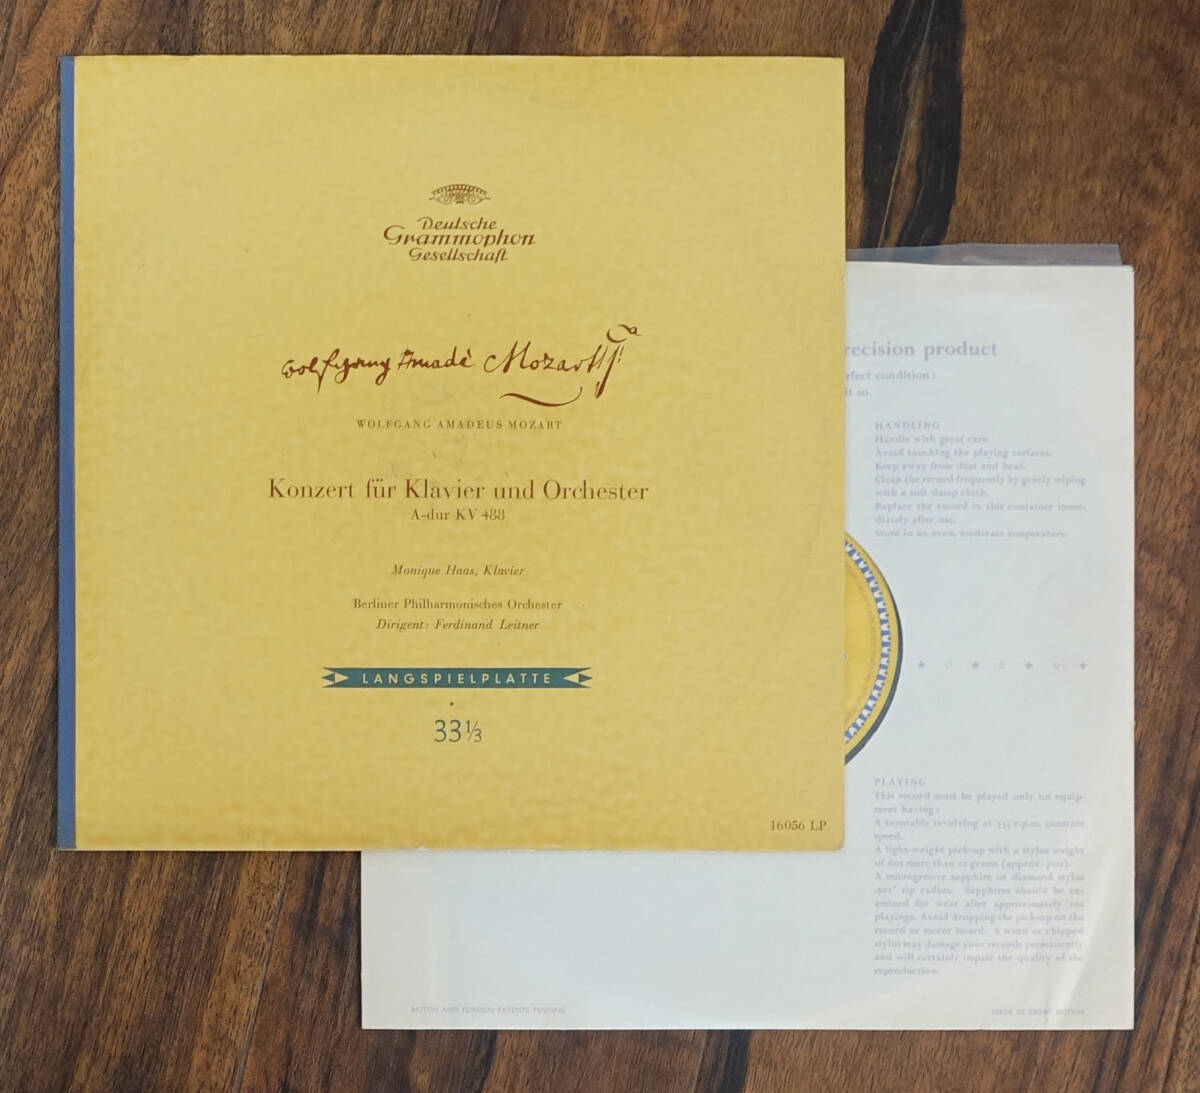 Deutsche
Grammophon
Gesellschaft
Wolfgang Amadè Mozart
WOLFGANG AMADEUS MOZART
Konzert für Klavier und Orchester
A-dur KV 488
Monique Haas, Klavier
Berliner Philharmonisches Orchester
Dirigent: Ferdinand Leitner
LANGSPIELPLATTE
33 1/3
16056 LP
recision product
rfect condition:
it so.
HANDLING
Handle with great care.
Avoid touching the playing surfaces.
Keep away from dust and heat.
Clean the record frequently by gently wiping
with a soft damp cloth.
Replace the record in this container imme-
diately after use.
Store in an even, moderate temperature.
PLAYING
This record must be played only on equip-
ment having:
A turntable revolving at 33⅓ r.p.m. constant
speed.
A light-weight pick-up with a stylus weight
of not more than 10 grams (approx.
A microgroove sapphire or diamond stylus
.001" tip radius. Sapphires should be ex-
amined for wear after approximately 100
playings. Avoid dropping the pick-up on the
record or motor board. A worn or chipped
stylus may damage your records permanently
and will certainly impair the quality of the
reproduction.
BRITISH AND FOREIGN PATENTS PENDING
MADE IN GREAT BRITAIN